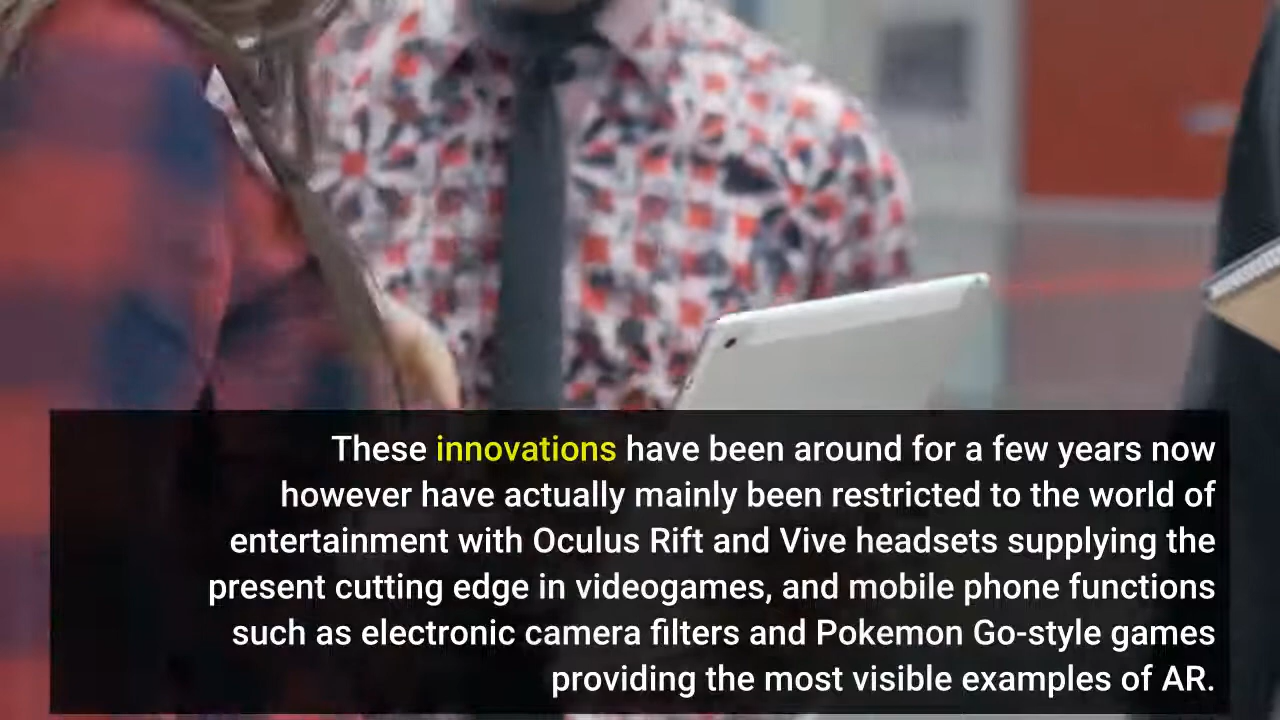 These innovations have been around for a few years now
however have actually mainly been restricted to the world of
entertainment with Oculus Rift and Vive headsets supplying the
present cutting edge in videogames, and mobile phone functions
such as electronic camera filters and Pokemon Go-style games
providing the most visible examples of AR.